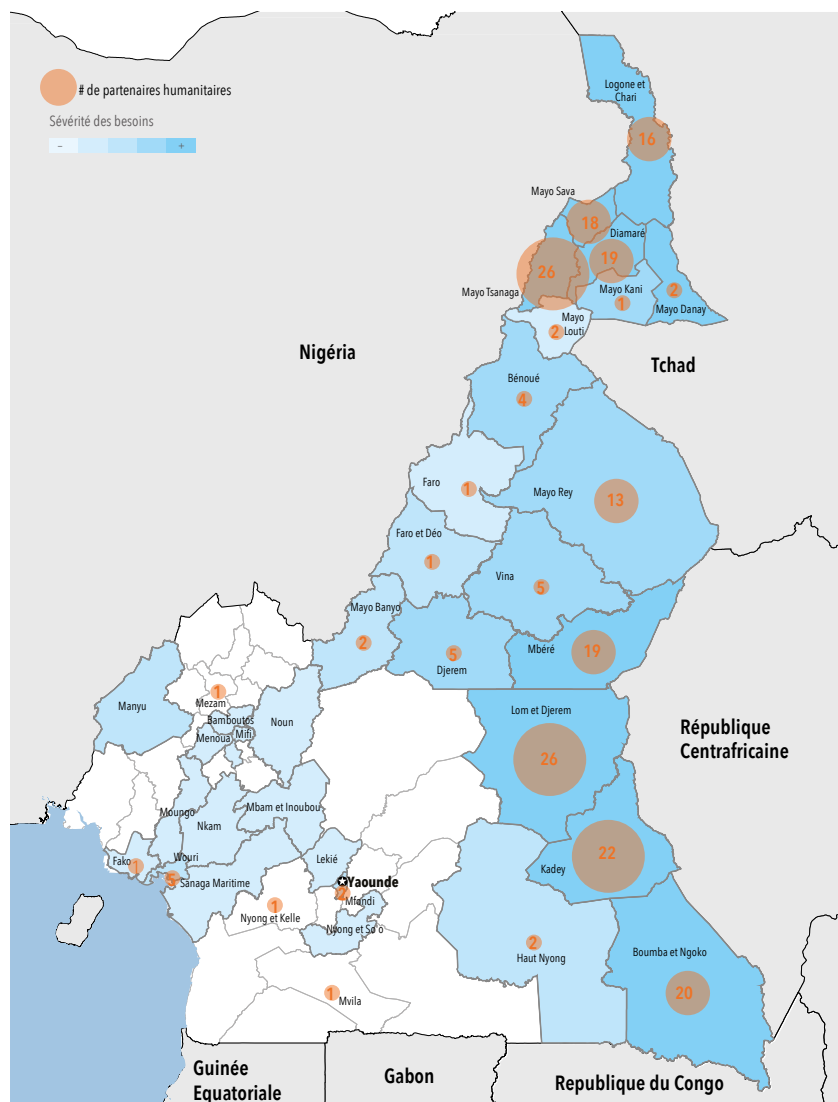 # de partenaires humanitaires
Sévérité des besoins
–
+
Logone et
Chari
16
Mayo Sava
18
Diamaré
19
26
Mayo Tsanaga
Mayo Kani
1
2
Mayo Danay
Mayo
Louti
2
Nigéria
Tchad
Bénoué
4
Faro
1
Mayo Rey
13
Faro et Déo
1
Vina
5
Mayo Banyo
2
5
Djerem
Mbéré
19
Manyu
1
Mezam
Bamboutos
Menoua
Mifi
Noun
Lom et Djerem
26
République
Centrafricaine
Moungo
Nkam
Mbam et Inoubou
Fako
1
Wouri
5
Sanaga Maritime
Lekié
Yaounde
7
Mfandi
Nyong et Kelle
1
Nyong et So'o
Kadey
22
2
Haut Nyong
Boumba et Ngoko
20
1
Mvila
Guinée
Equatoriale
Gabon
Republique du Congo